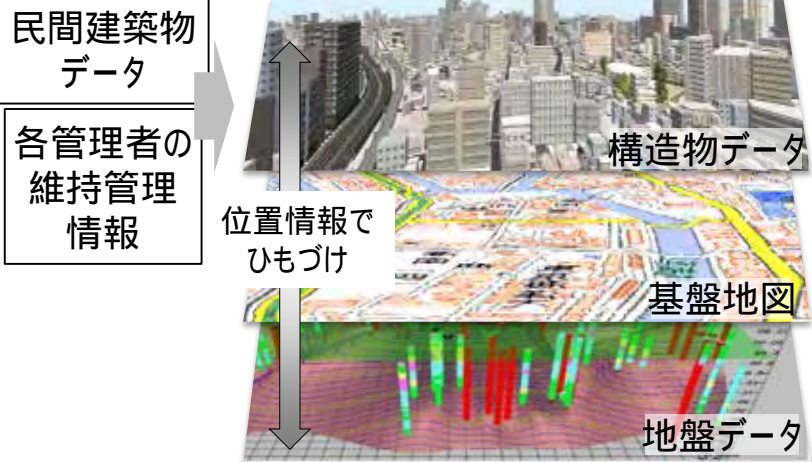 民間建築物
データ
各管理者の
維持管理
情報
構造物データ
位置情報で
ひもづけ
基盤地図
地盤データ